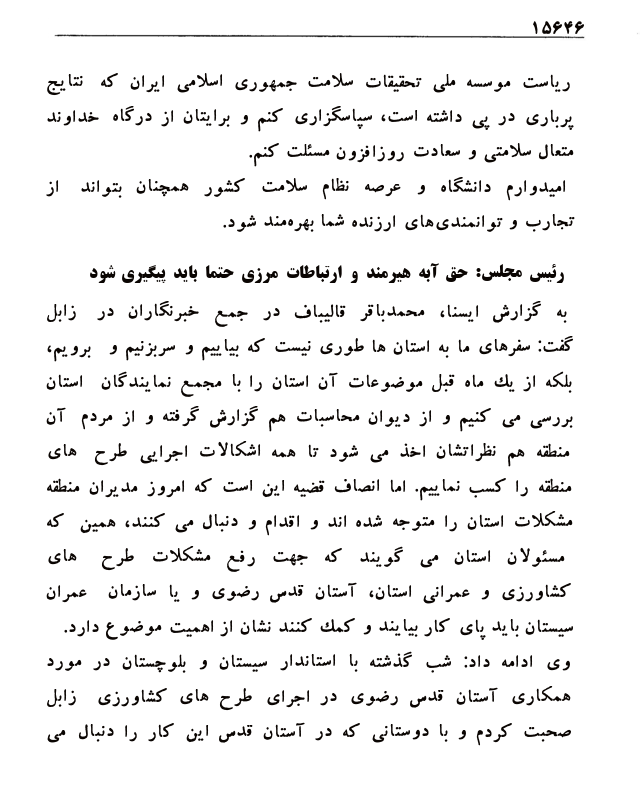 ۱۵۶۴۶
ریاست موسسه ملی تحقیقات سلامت جمهوری اسلامی ایران که نتایج
پرباری در پی داشته است، سپاسگزاری کنم و برایتان از درگاه خداوند
متعال سلامتی و سعادت روزافزون مسئلت کنم.
امیدوارم دانشگاه و عرصه نظام سلامت کشور همچنان بتواند از
تجارب و توانمندی‌های ارزنده شما بهره‌مند شود.
رئیس مجلس: حق آبه هیرمند و ارتباطات مرزی حتما باید پیگیری شود
به گزارش ایسنا، محمدباقر قالیباف در جمع خبرنگاران در زابل
گفت: سفرهای ما به استان ها طوری نیست که بیاییم و سربزنیم و برویم،
بلکه از یك ماه قبل موضوعات آن استان را با مجمع نمایندگان استان
بررسی می کنیم و از دیوان محاسبات هم گزارش گرفته و از مردم آن
منطقه هم نظراتشان اخذ می شود تا همه اشکالات اجرایی طرح های
منطقه را کسب نماییم. اما انصاف قضیه این است که امروز مدیران منطقه
مشکلات استان را متوجه شده اند و اقدام و دنبال می کنند، همین که
مسئولان استان می گویند که جهت رفع مشکلات طرح های
کشاورزی و عمرانی استان، آستان قدس رضوی و یا سازمان عمران
سیستان باید پای کار بیایند و کمك کنند نشان از اهمیت موضوع دارد.
وی ادامه داد: شب گذشته با استاندار سیستان و بلوچستان در مورد
همکاری آستان قدس رضوی در اجرای طرح های کشاورزی زابل
صحبت کردم و با دوستانی که در آستان قدس این کار را دنبال می